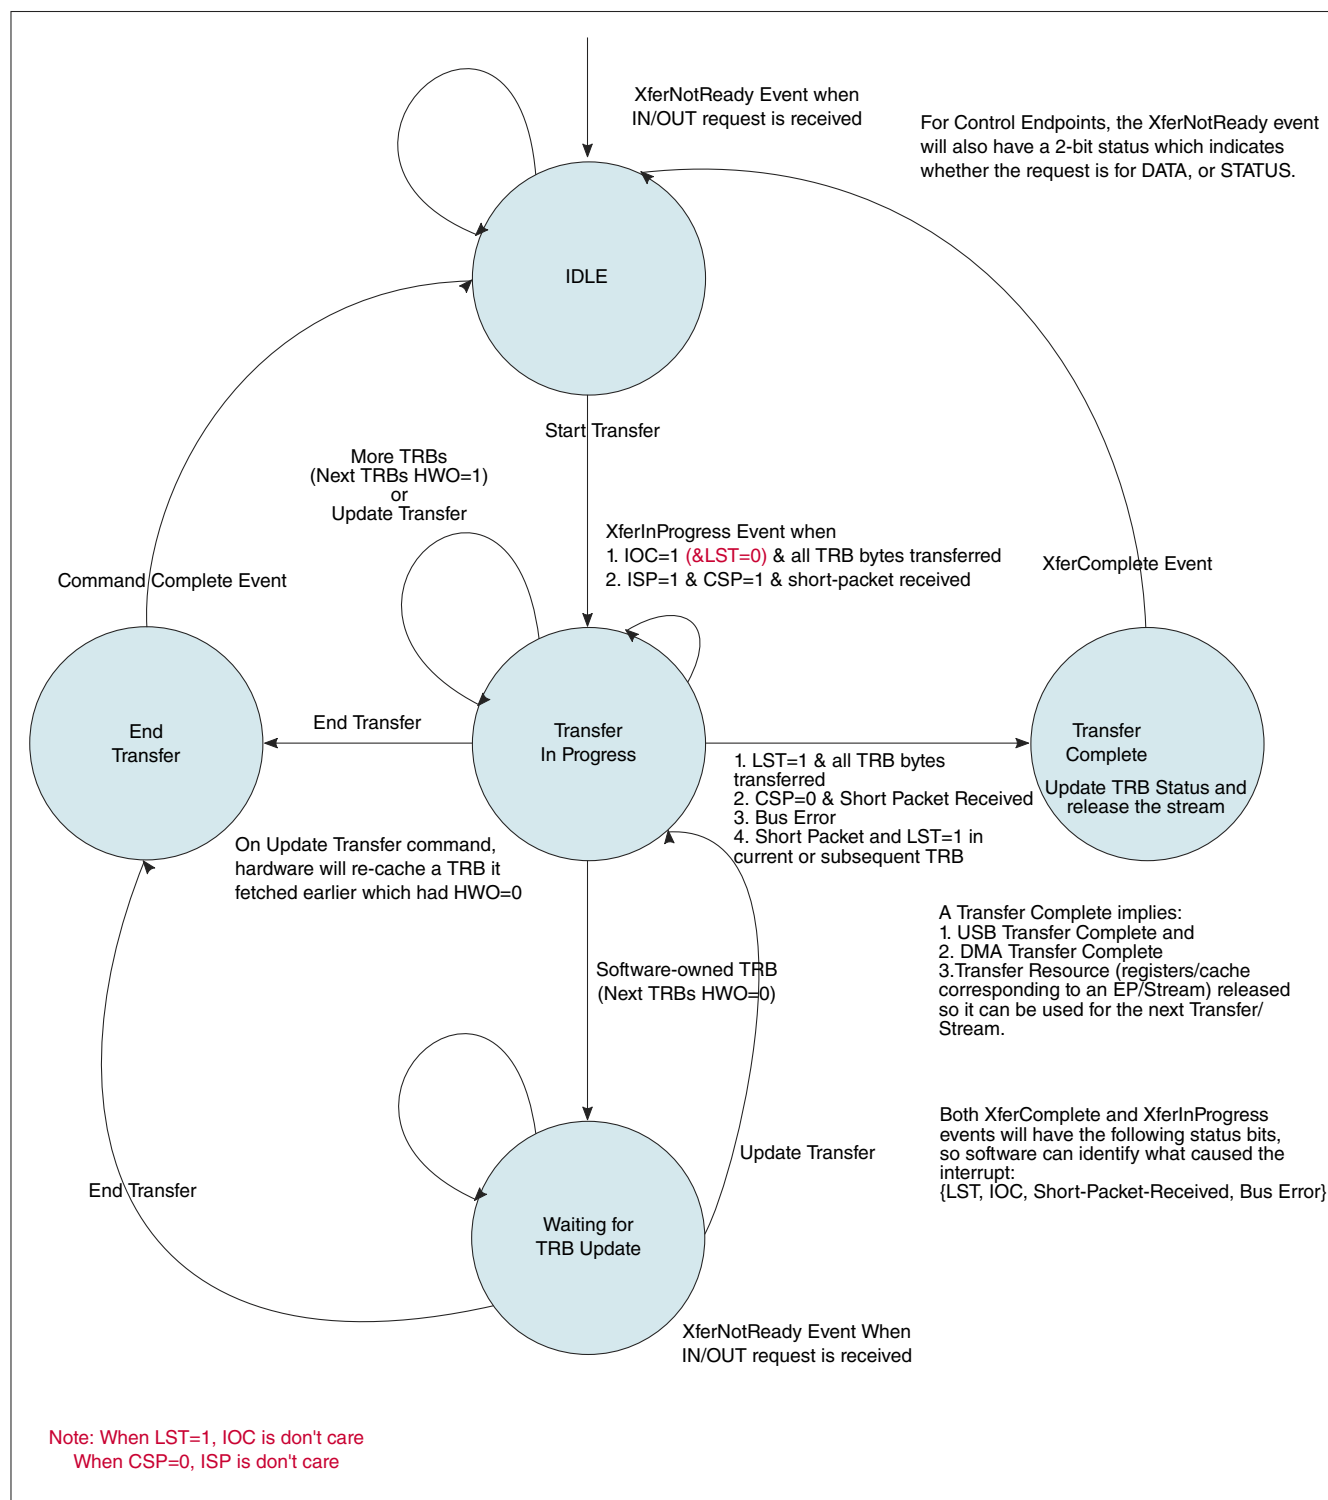 XferNotReady Event when
IN/OUT request is received
For Control Endpoints, the XferNotReady event
will also have a 2-bit status which indicates
whether the request is for DATA, or STATUS.
IDLE
Start Transfer
More TRBs
(Next TRBs HWO=1)
or
Update Transfer
XferInProgress Event when
1. IOC=1 (&LST=0) & all TRB bytes transferred
2. ISP=1 & CSP=1 & short-packet received
Command Complete Event
XferComplete Event
End
Transfer
End Transfer
Transfer
In Progress
1. LST=1 & all TRB bytes
transferred
2. CSP=0 & Short Packet Received
3. Bus Error
4. Short Packet and LST=1 in
current or subsequent TRB
Transfer
Complete
Update TRB Status and
release the stream
On Update Transfer command,
hardware will re-cache a TRB it
fetched earlier which had HWO=0
A Transfer Complete implies:
1. USB Transfer Complete and
2. DMA Transfer Complete
3.Transfer Resource (registers/cache
corresponding to an EP/Stream) released
so it can be used for the next Transfer/
Stream.
Software-owned TRB
(Next TRBs HWO=0)
Both XferComplete and XferInProgress
events will have the following status bits,
so software can identify what caused the
interrupt:
{LST, IOC, Short-Packet-Received, Bus Error}
Update Transfer
End Transfer
Waiting for
TRB Update
XferNotReady Event When
IN/OUT request is received
Note: When LST=1, IOC is don't care
When CSP=0, ISP is don't care